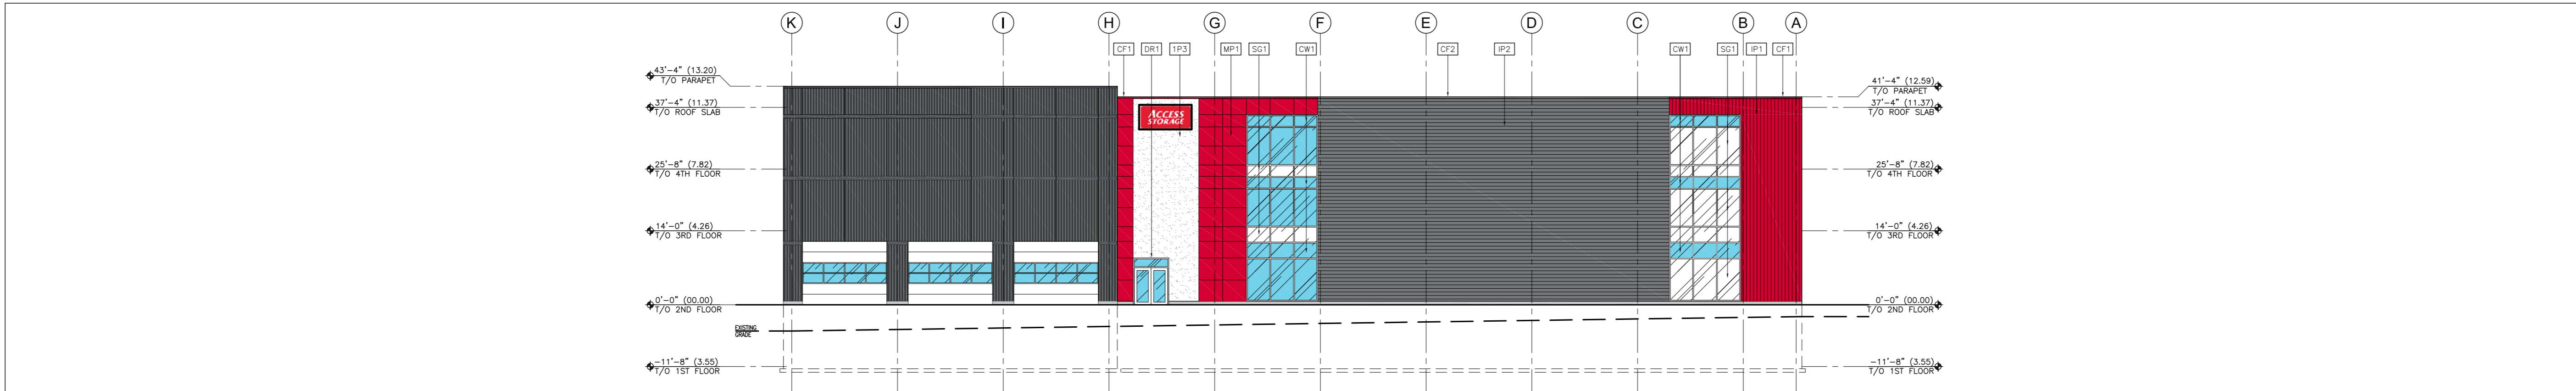 K J I H G F E D C B A
CF1 DR1 1P3 MP1 SG1 CW1 CF2 IP2 CW1 SG1 IP1 CF1
43'-4" (13.20)
T/O PARAPET
37'-4" (11.37)
T/O ROOF SLAB
25'-8" (7.82)
T/O 4TH FLOOR
14'-0" (4.26)
T/O 3RD FLOOR
0'-0" (00.00)
T/O 2ND FLOOR
EXISTING
GRADE
-11'-8" (3.55)
T/O 1ST FLOOR
ACCESS
STORAGE
41'-4" (12.59)
T/O PARAPET
37'-4" (11.37)
T/O ROOF SLAB
25'-8" (7.82)
T/O 4TH FLOOR
14'-0" (4.26)
T/O 3RD FLOOR
0'-0" (00.00)
T/O 2ND FLOOR
-11'-8" (3.55)
T/O 1ST FLOOR